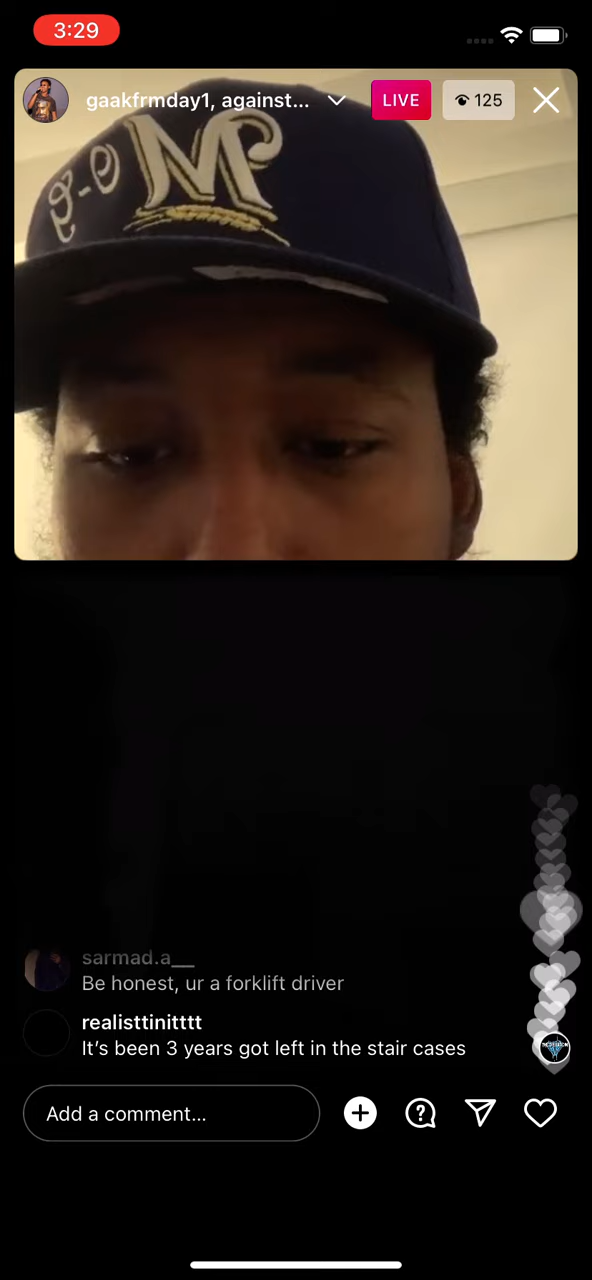 3:29
gaakfrmday1, against...
LIVE
125
M
sarmad.a__
Be honest, ur a forklift driver
realisttinitttt
It’s been 3 years got left in the stair cases
Add a comment...